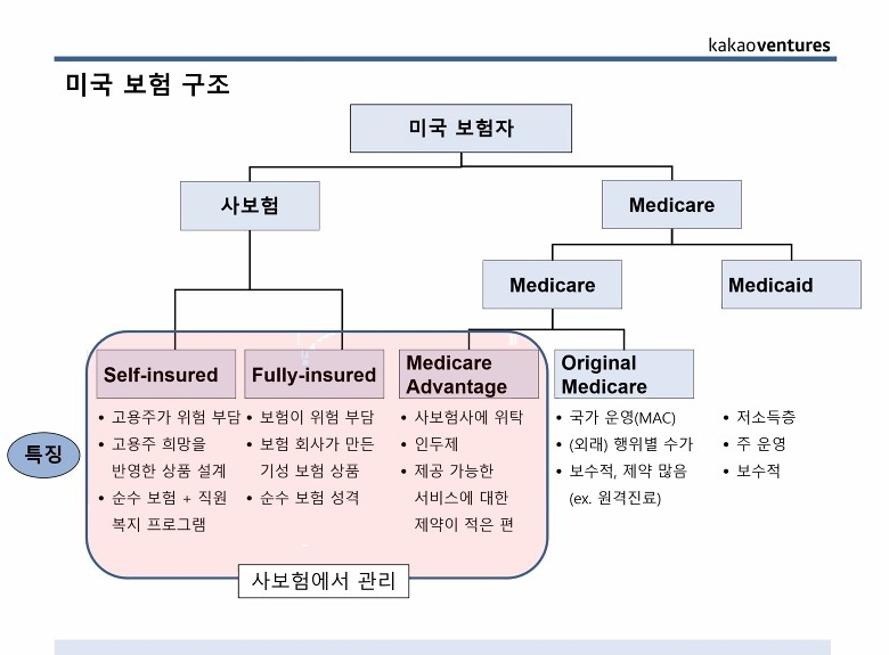 kakaoventures
미국 보험 구조
미국 보험자
사보험
Medicare
Medicare
Medicaid
Self-insured
Fully-insured
Medicare
Advantage
Original
Medicare
특징
• 고용주가 위험 부담
• 고용주 희망을
반영한 상품 설계
• 순수 보험 + 직원
복지 프로그램
• 보험이 위험 부담
• 보험 회사가 만든
기성 보험 상품
• 순수 보험 성격
• 사보험사에 위탁
• 인두제
• 제공 가능한
서비스에 대한
제약이 적은 편
• 국가 운영(MAC)
• (외래) 행위별 수가
• 보수적, 제약 많음
(ex. 원격진료)
• 저소득층
• 주 운영
• 보수적
사보험에서 관리